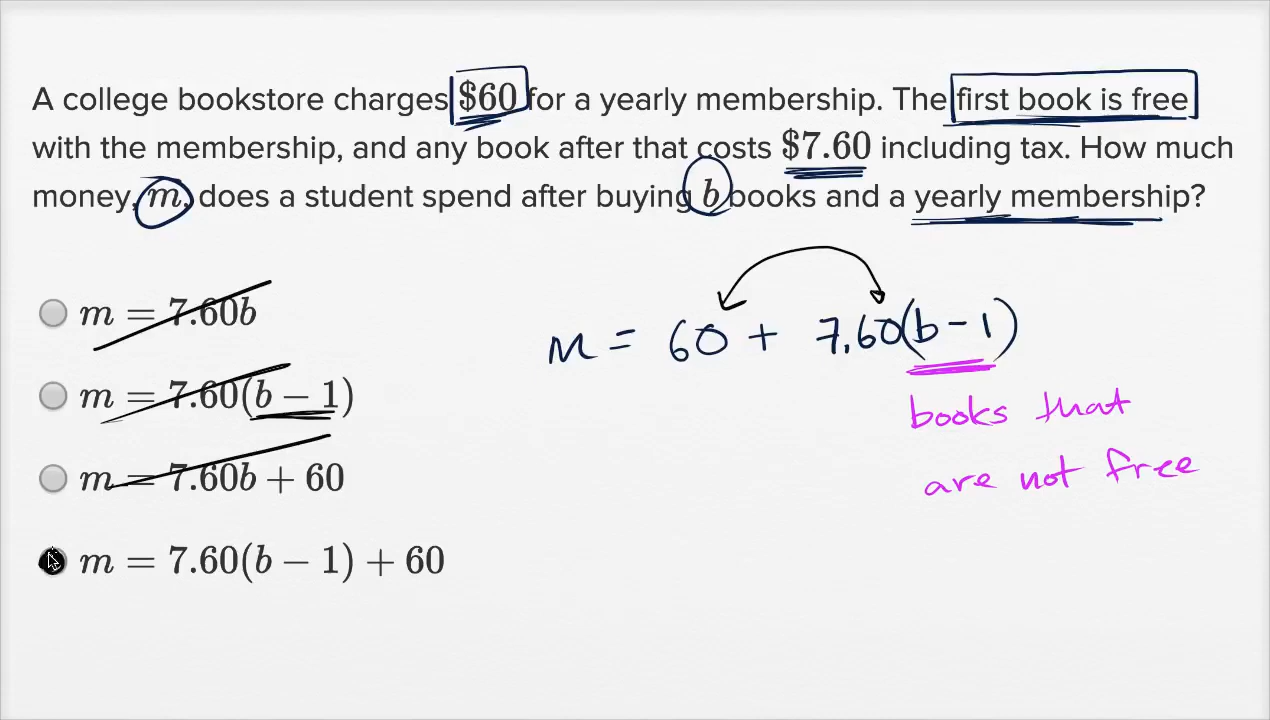 A college bookstore charges $60 for a yearly membership. The first book is free
with the membership, and any book after that costs $7.60 including tax. How much
money, m, does a student spend after buying b books and a yearly membership?
m = 7.60b
m = 60 + 7.60(b - 1)
m = 7.60(b − 1)
books that
m = 7.60b + 60
are not free
m = 7.60(b − 1) + 60